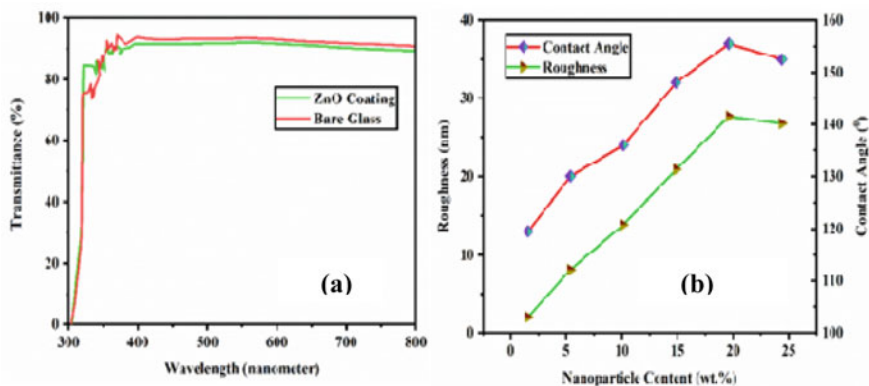 100
80
60
40
20
0
Transmittance (%)
ZnO Coating
Bare Glass
(a)
300 400 500 600 700 800
Wavelength (nanometer)
40
30
20
10
0
Roughness (nm)
Contact Angle
Roughness
(b)
160
150
140
130
120
110
100
Contact Angle (°)
0 5 10 15 20 25
Nanoparticle Content (wt.%)